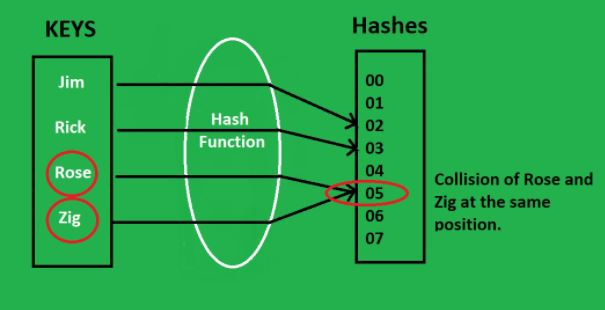 KEYS
Jim
Rick
Rose
Zig
Hash
Function
Hashes
00
01
02
03
04
05
06
07
Collision of Rose and
Zig at the same
position.